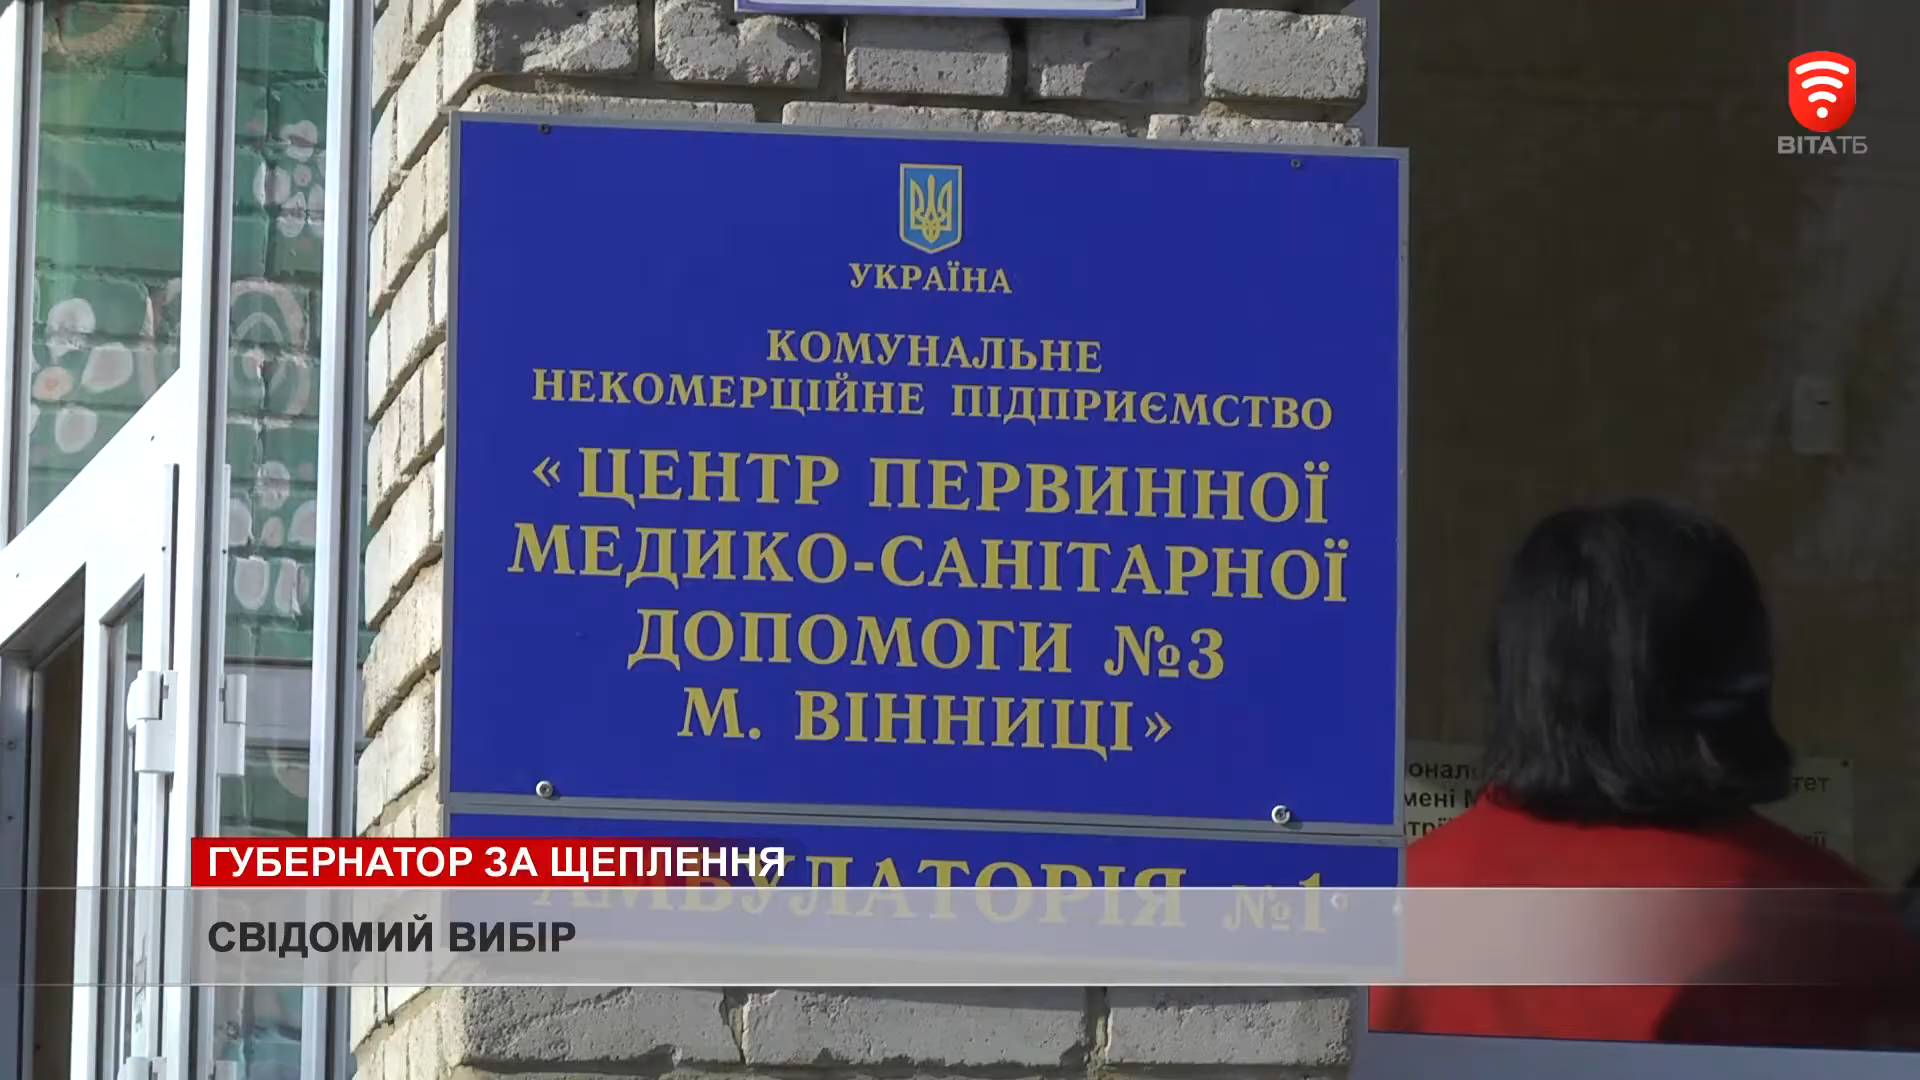 ВІТАТБ
УКРАЇНА
КОМУНАЛЬНЕ
НЕКОМЕРЦІЙНЕ ПІДПРИЄМСТВО
«ЦЕНТР ПЕРВИННОЇ
МЕДИКО-САНІТАРНОЇ
ДОПОМОГИ №3
М. ВІННИЦІ»
АМБУЛАТОРІЯ №1
ГУБЕРНАТОР ЗА ЩЕПЛЕННЯ
СВІДОМИЙ ВИБІР